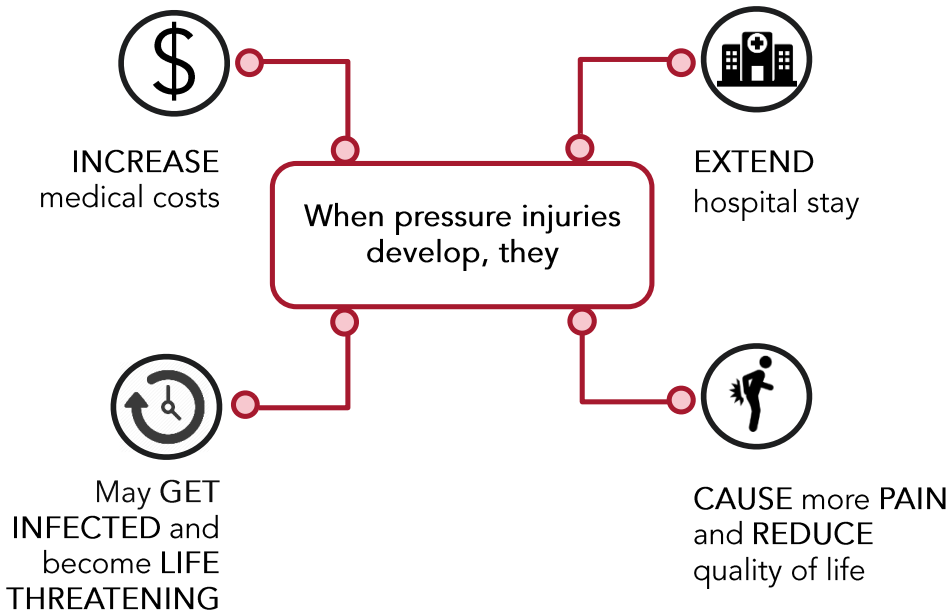 INCREASE
medical costs
EXTEND
hospital stay
When pressure injuries
develop, they
May GET
INFECTED and
become LIFE
THREATENING
CAUSE more PAIN
and REDUCE
quality of life